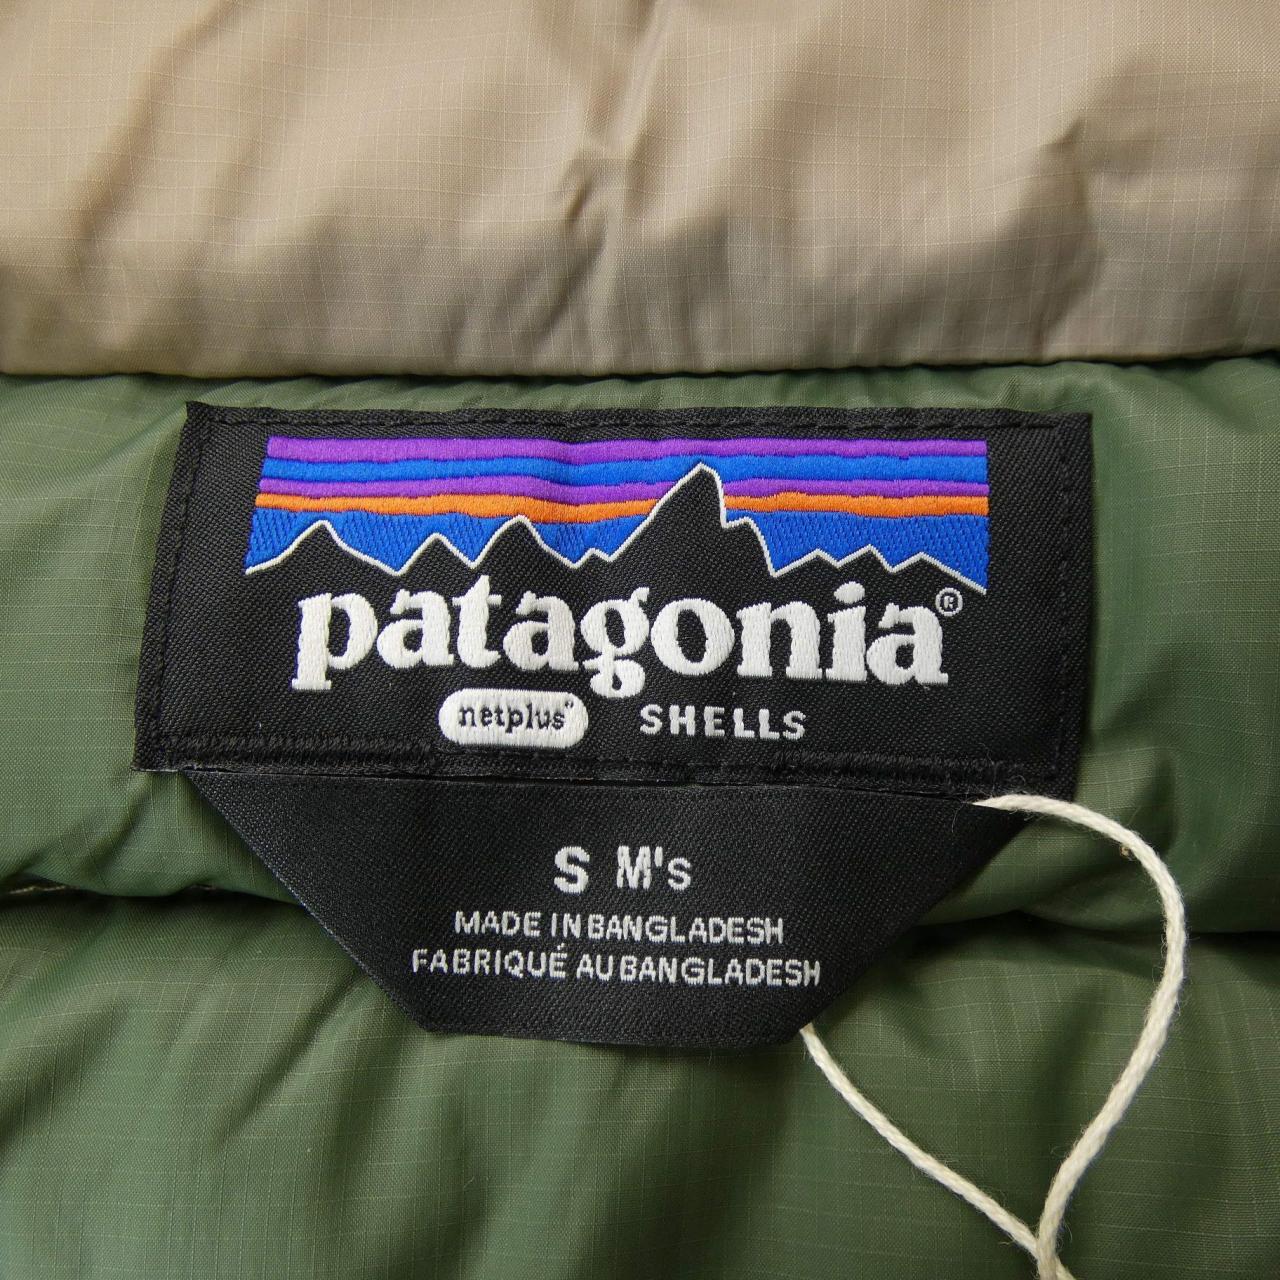 patagonia®
netplus® SHELLS
S M's
MADE IN BANGLADESH
FABRIQUÉ AU BANGLADESH